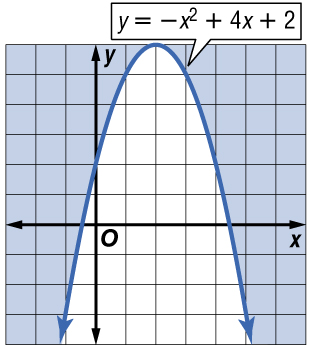 y = −x² + 4x + 2
y
O
x